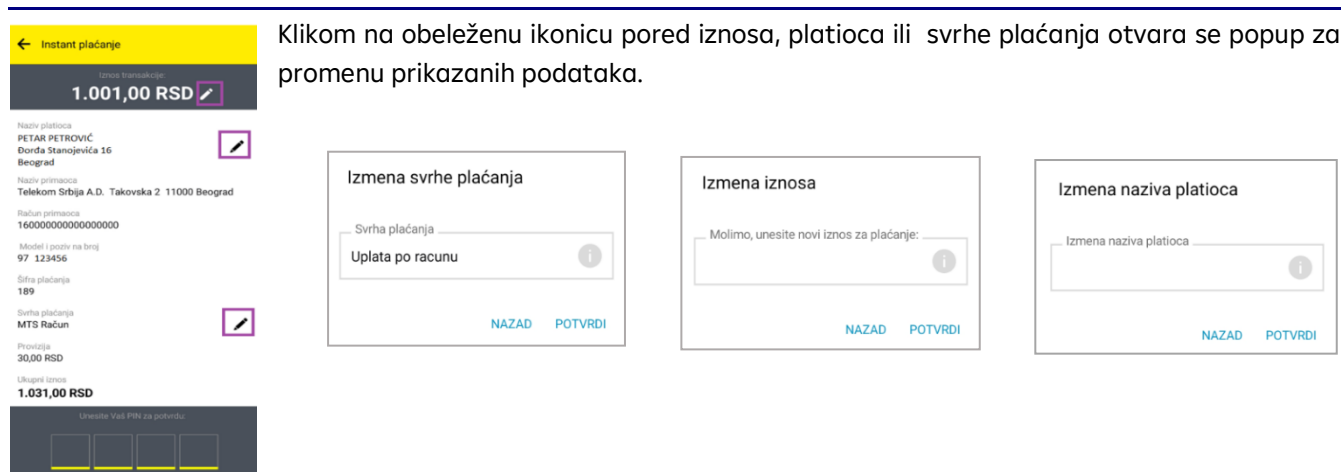 Instant plaćanje
Iznos transakcije:
1.001,00 RSD
Naziv platioca
PETAR PETROVIĆ
Đorđa Stanojevića 16
Beograd
Naziv primaoca
Telekom Srbija A.D. Takovska 2 11000 Beograd
Račun primaoca
160000000000000000
Model i poziv na broj
97 123456
Šifra plaćanja
189
Svrha plaćanja
MTS Račun
Provizija
30,00 RSD
Ukupni iznos
1.031,00 RSD
Unesite Vaš PIN za potvrdu:
Klikom na obeleženu ikonicu pored iznosa, platioca ili svrhe plaćanja otvara se popup za
promenu prikazanih podataka.
Izmena svrhe plaćanja
Svrha plaćanja
Uplata po racunu
NAZAD POTVRDI
Izmena iznosa
Molimo, unesite novi iznos za plaćanje:
NAZAD POTVRDI
Izmena naziva platioca
Izmena naziva platioca
NAZAD POTVRDI